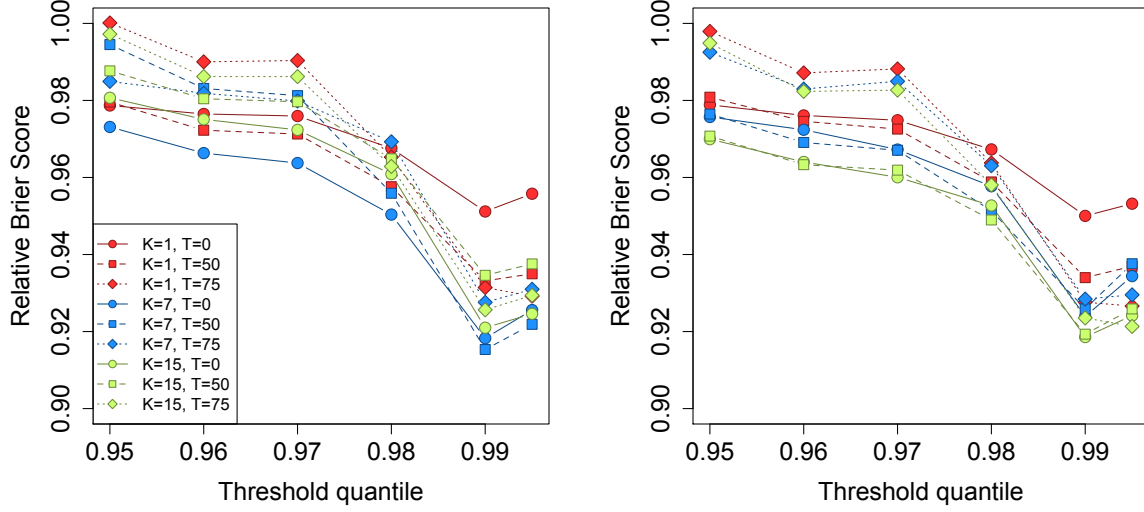 Relative Brier Score
1.00
0.98
0.96
0.94
0.92
0.90
K=1, T=0
K=1, T=50
K=1, T=75
K=7, T=0
K=7, T=50
K=7, T=75
K=15, T=0
K=15, T=50
K=15, T=75
0.95 0.96 0.97 0.98 0.99
Threshold quantile
Relative Brier Score
1.00
0.98
0.96
0.94
0.92
0.90
0.95 0.96 0.97 0.98 0.99
Threshold quantile